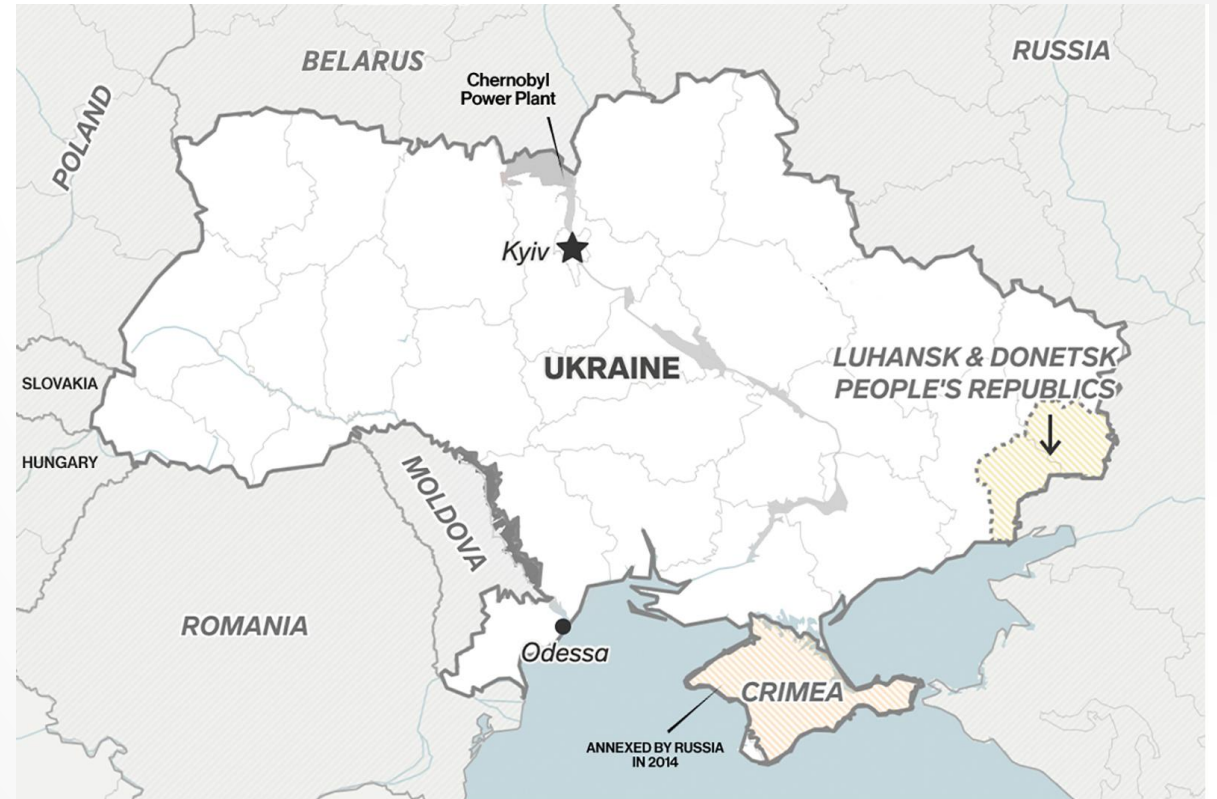 BELARUS
RUSSIA
Chernobyl
Power Plant
POLAND
Kyiv
UKRAINE
LUHANSK & DONETSK
PEOPLE'S REPUBLICS
SLOVAKIA
HUNGARY
MOLDOVA
ROMANIA
Odessa
CRIMEA
ANNEXED BY RUSSIA
IN 2014